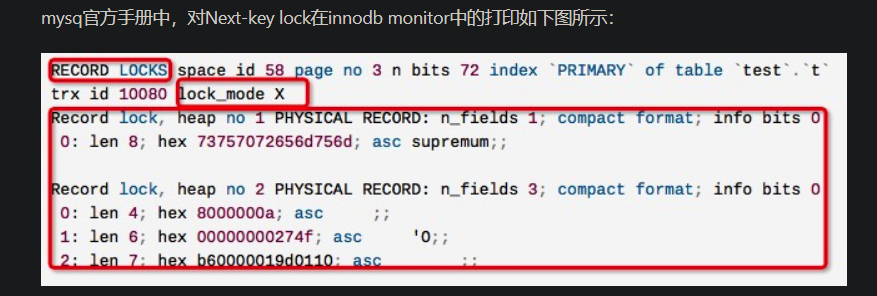 mysq官方手册中，对Next-key lock在innodb monitor中的打印如下图所示：
RECORD LOCKS space id 58 page no 3 n bits 72 index `PRIMARY` of table `test`.`t`
trx id 10080 lock_mode X
Record lock, heap no 1 PHYSICAL RECORD: n_fields 1; compact format; info bits 0
0: len 8; hex 73757072656d756d; asc supremum;;
Record lock, heap no 2 PHYSICAL RECORD: n_fields 3; compact format; info bits 0
0: len 4; hex 8000000a; asc ;;
1: len 6; hex 00000000274f; asc 'O;;
2: len 7; hex b60000019d0110; asc ;;